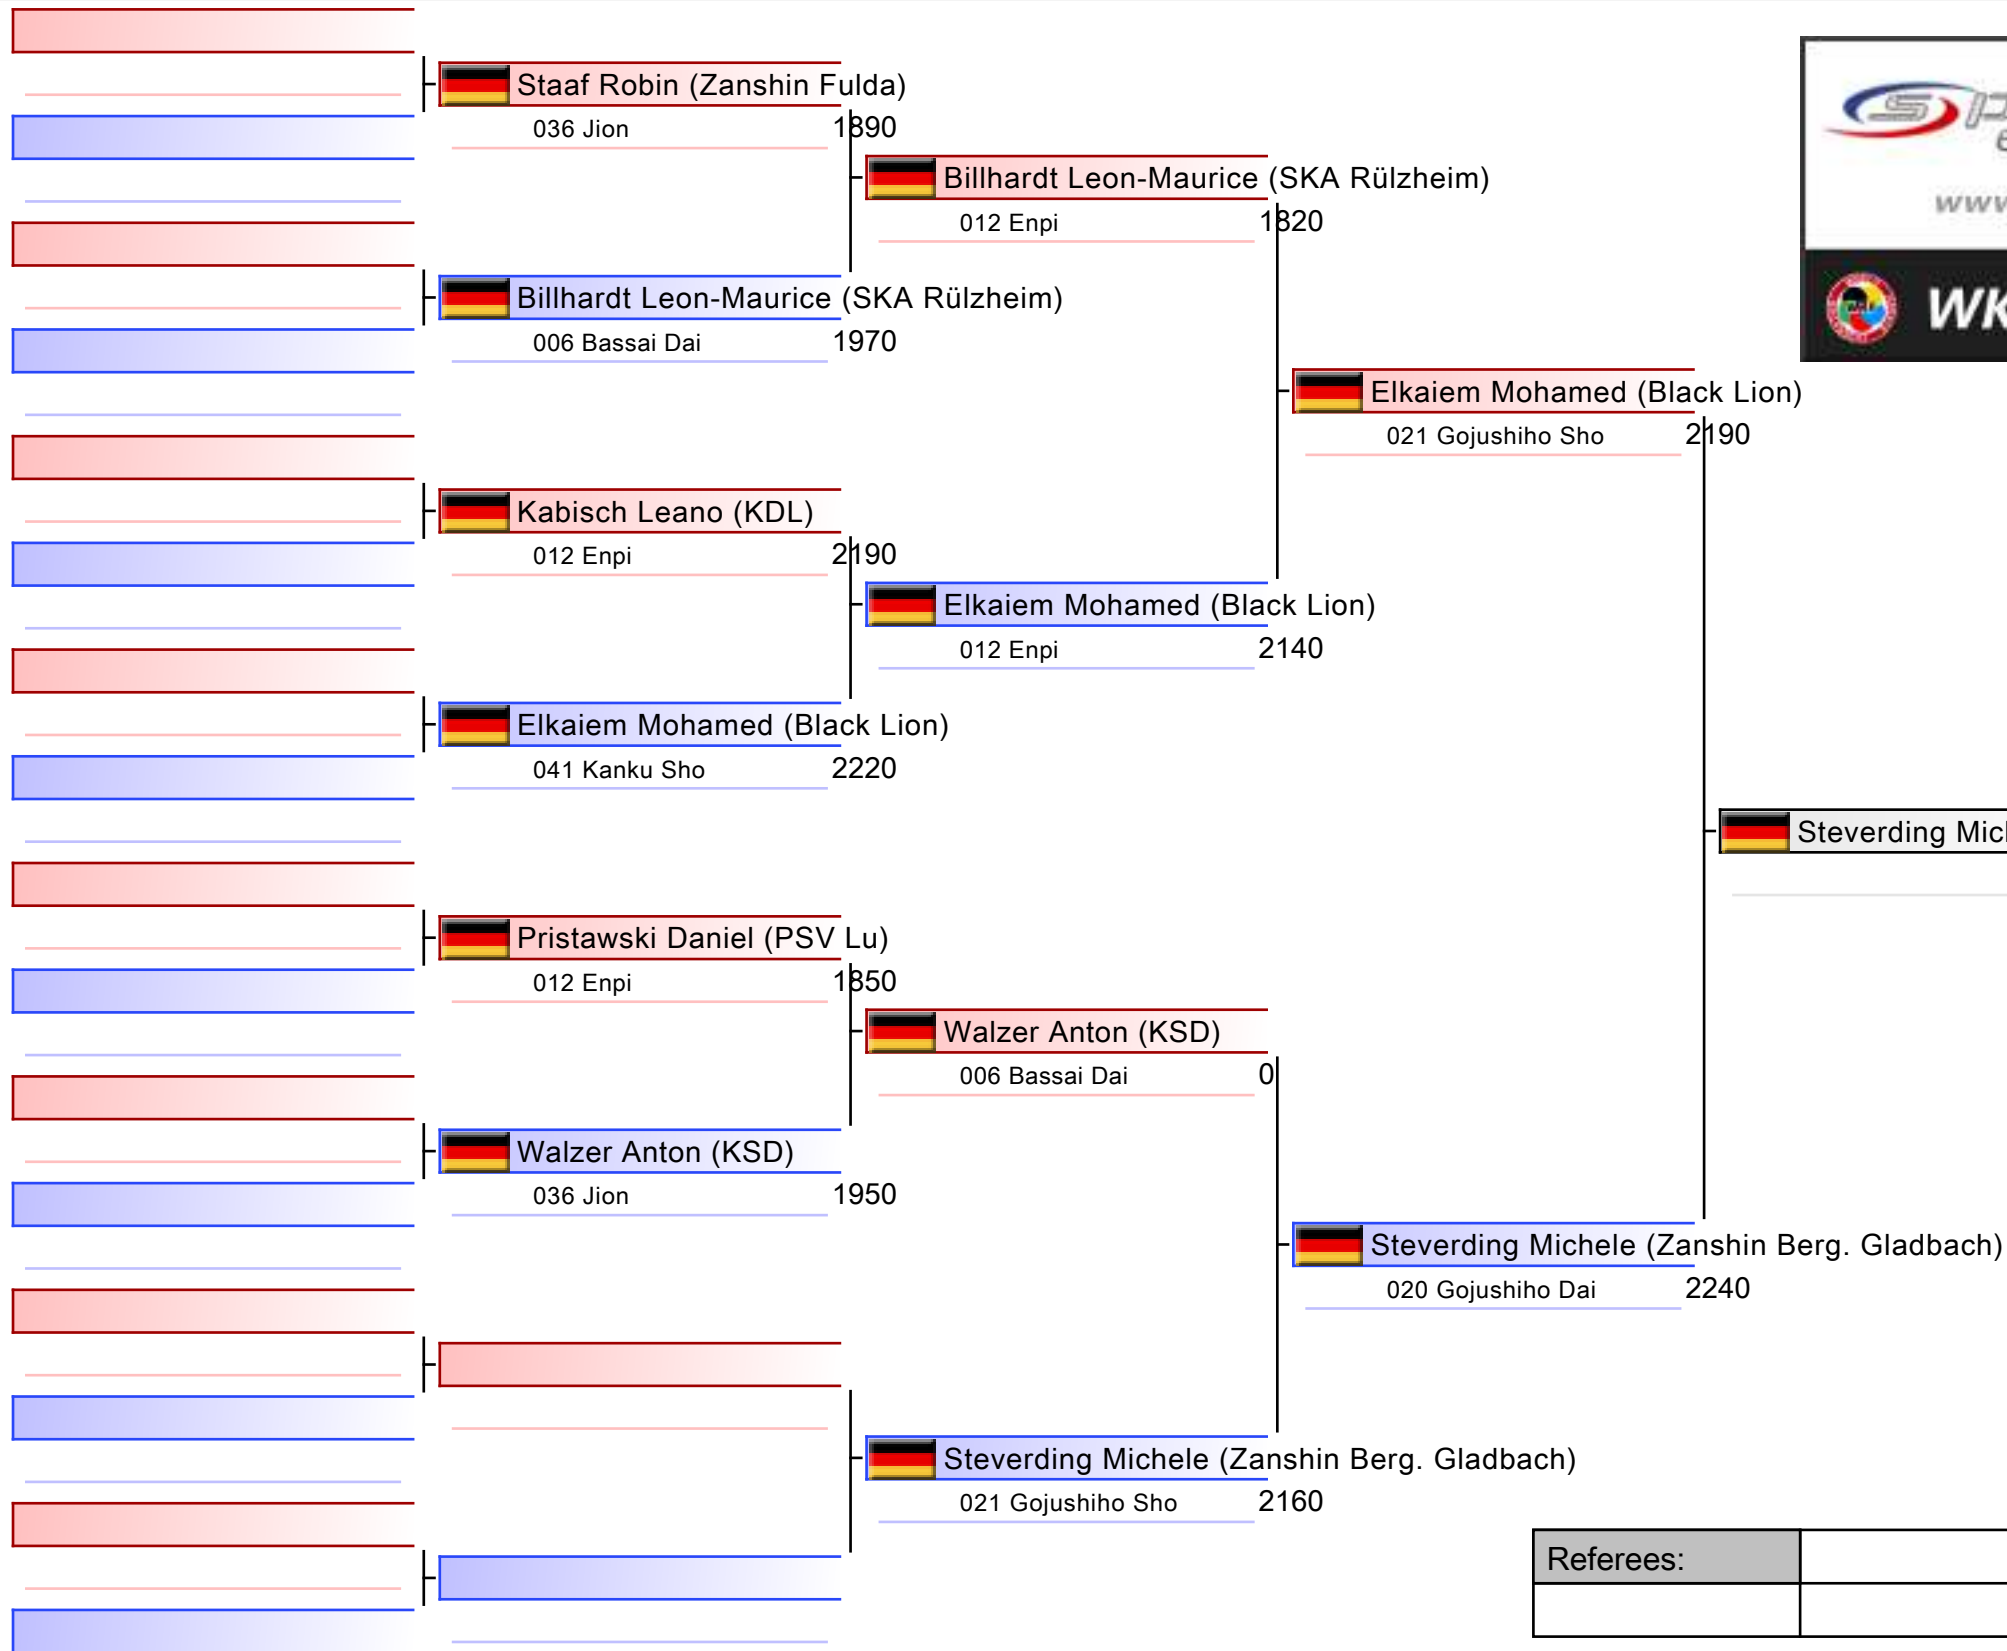 Staaf Robin (Zanshin Fulda)
036 Jion 1890
Billhardt Leon-Maurice (SKA Rülzheim)
012 Enpi 1820
www
Billhardt Leon-Maurice (SKA Rülzheim)
006 Bassai Dai 1970
Elkaiem Mohamed (Black Lion)
021 Gojushiho Sho 2190
Kabisch Leano (KDL)
012 Enpi 2190
Elkaiem Mohamed (Black Lion)
012 Enpi 2140
Elkaiem Mohamed (Black Lion)
041 Kanku Sho 2220
Steverding
Pristawski Daniel (PSV Lu)
012 Enpi 1850
Walzer Anton (KSD)
006 Bassai Dai 0
Walzer Anton (KSD)
036 Jion 1950
Steverding Michele (Zanshin Berg. Gladbach)
020 Gojushiho Dai 2240
Steverding Michele (Zanshin Berg. Gladbach)
021 Gojushiho Sho 2160
Referees: